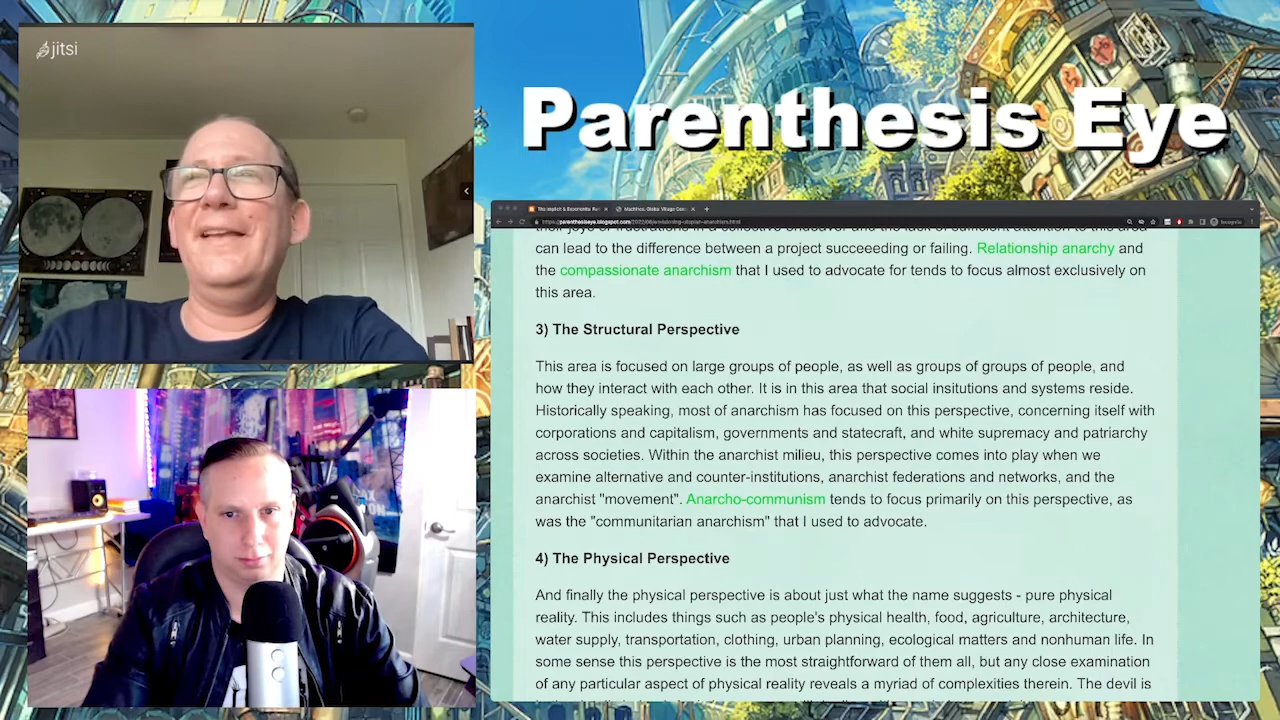 jitsi
Parenthesis Eye
https://parenthesiseye.blogspot.com/2022/06/envisioning-utopian-anarchism.html
can lead to the difference between a project succeeeding or failing. Relationship anarchy and
the compassionate anarchism that I used to advocate for tends to focus almost exclusively on
this area.
3) The Structural Perspective
This area is focused on large groups of people, as well as groups of groups of people, and
how they interact with each other. It is in this area that social insitutions and systems reside.
Historically speaking, most of anarchism has focused on this perspective, concerning itself with
corporations and capitalism, governments and statecraft, and white supremacy and patriarchy
across societies. Within the anarchist milieu, this perspective comes into play when we
examine alternative and counter-institutions, anarchist federations and networks, and the
anarchist "movement". Anarcho-communism tends to focus primarily on this perspective, as
was the "communitarian anarchism" that I used to advocate.
4) The Physical Perspective
And finally the physical perspective is about just what the name suggests - pure physical
reality. This includes things such as people's physical health, food, agriculture, architecture,
water supply, transportation, clothing, urban planning, ecological matters and nonhuman life. In
some sense this perspective is the most straightforward of them all, but any close examination
of any particular aspect of physical reality reveals a myriad of complexities therein. The devil is